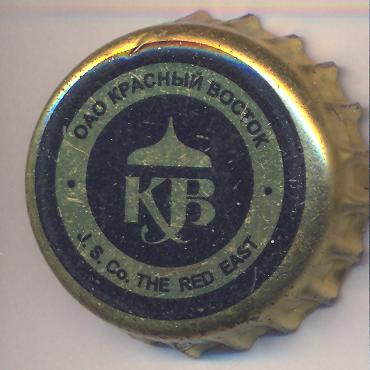 ОАО КРАСНЫЙ ВОСТОК
КВ
J. S. Co. THE RED EAST